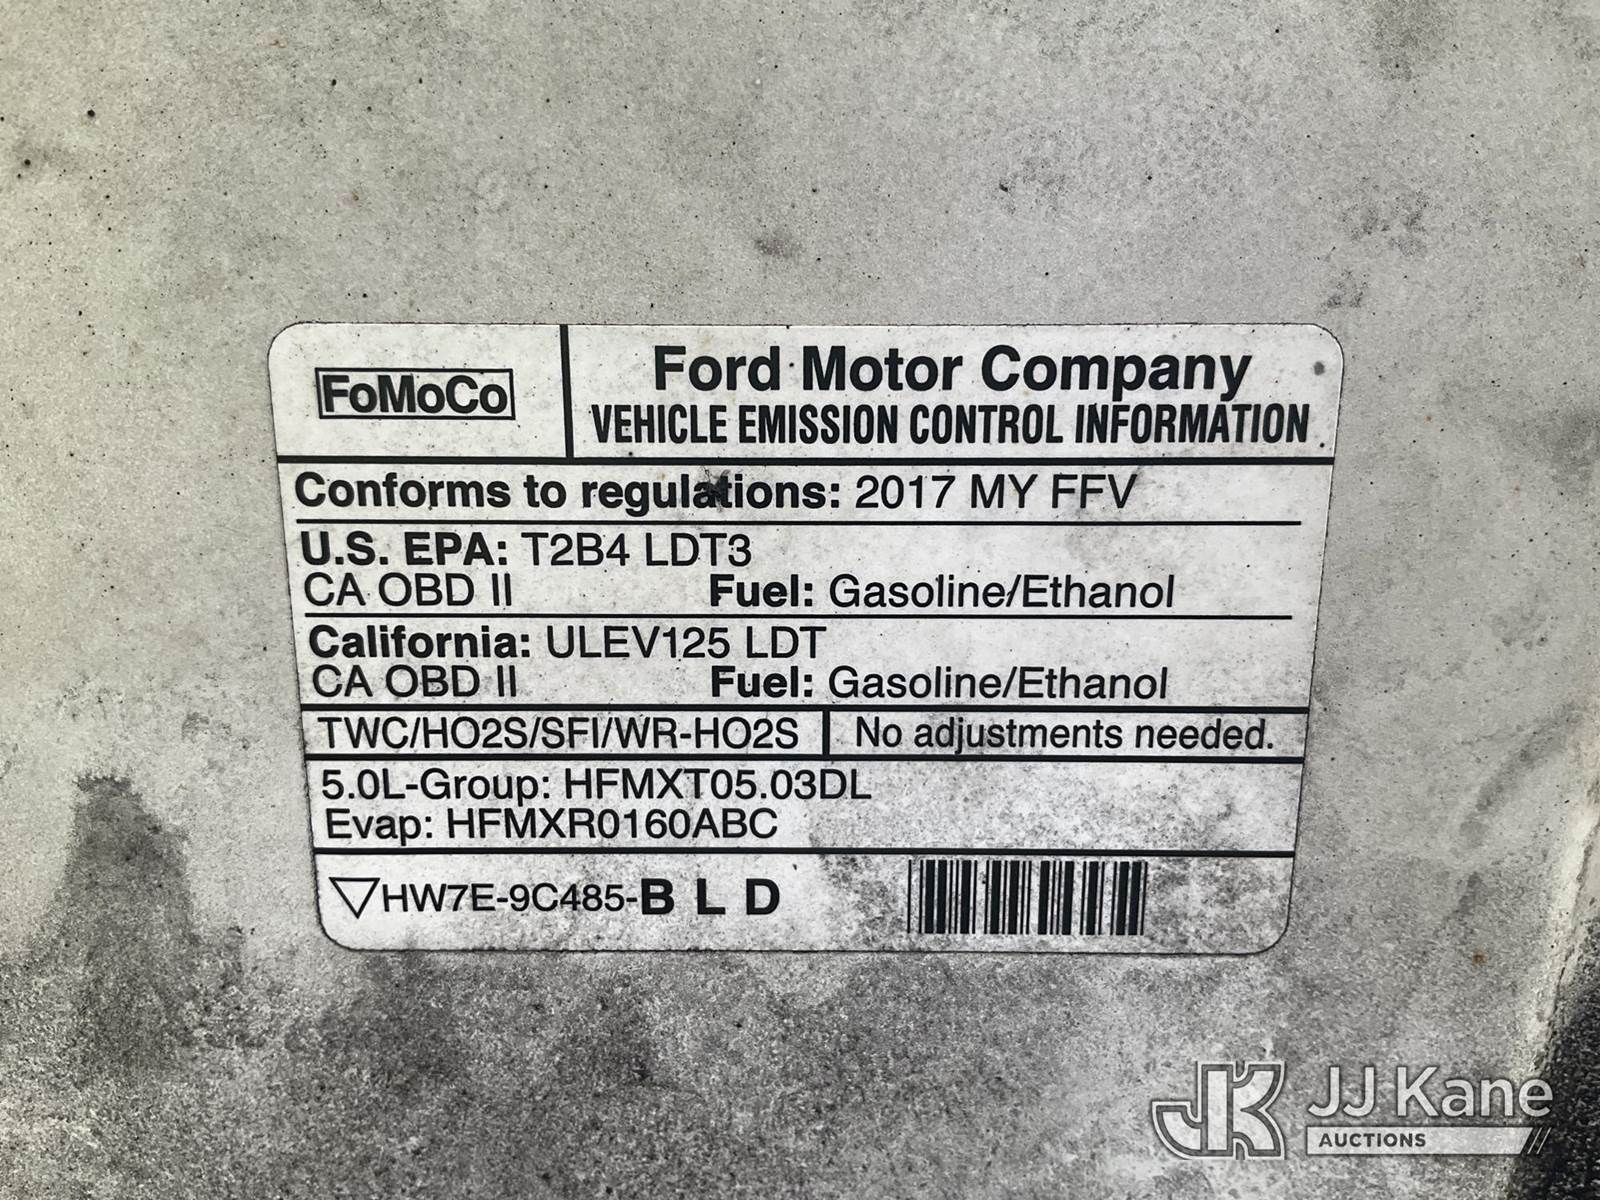 FoMoCo
Ford Motor Company
VEHICLE EMISSION CONTROL INFORMATION
Conforms to regulations: 2017 MY FFV
U.S. EPA: T2B4 LDT3
CA OBD II Fuel: Gasoline/Ethanol
California: ULEV125 LDT
CA OBD II Fuel: Gasoline/Ethanol
TWC/HO2S/SFI/WR-HO2S No adjustments needed.
5.0L-Group: HFMXT05.03DL
Evap: HFMXR0160ABC
HW7E-9C485-B L D
JK JJ Kane
AUCTIONS